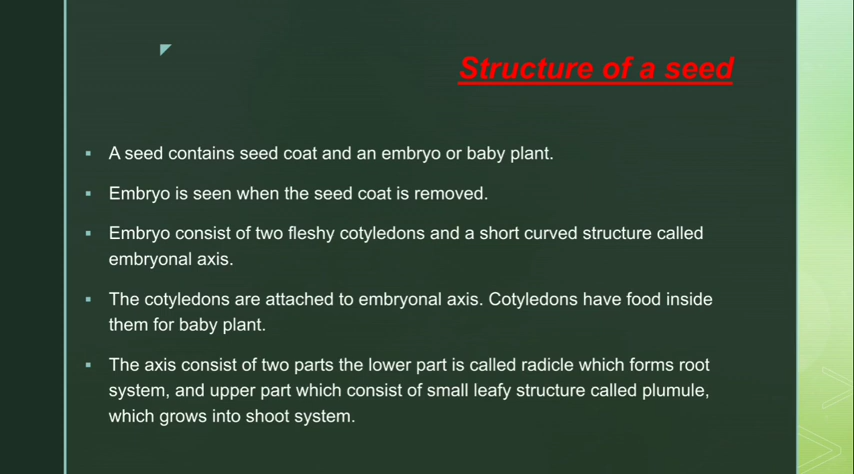 Structure of a seed
A seed contains seed coat and an embryo or baby plant.
Embryo is seen when the seed coat is removed.
Embryo consist of two fleshy cotyledons and a short curved structure called
embryonal axis.
The cotyledons are attached to embryonal axis. Cotyledons have food inside
them for baby plant.
The axis consist of two parts the lower part is called radicle which forms root
system, and upper part which consist of small leafy structure called plumule,
which grows into shoot system.